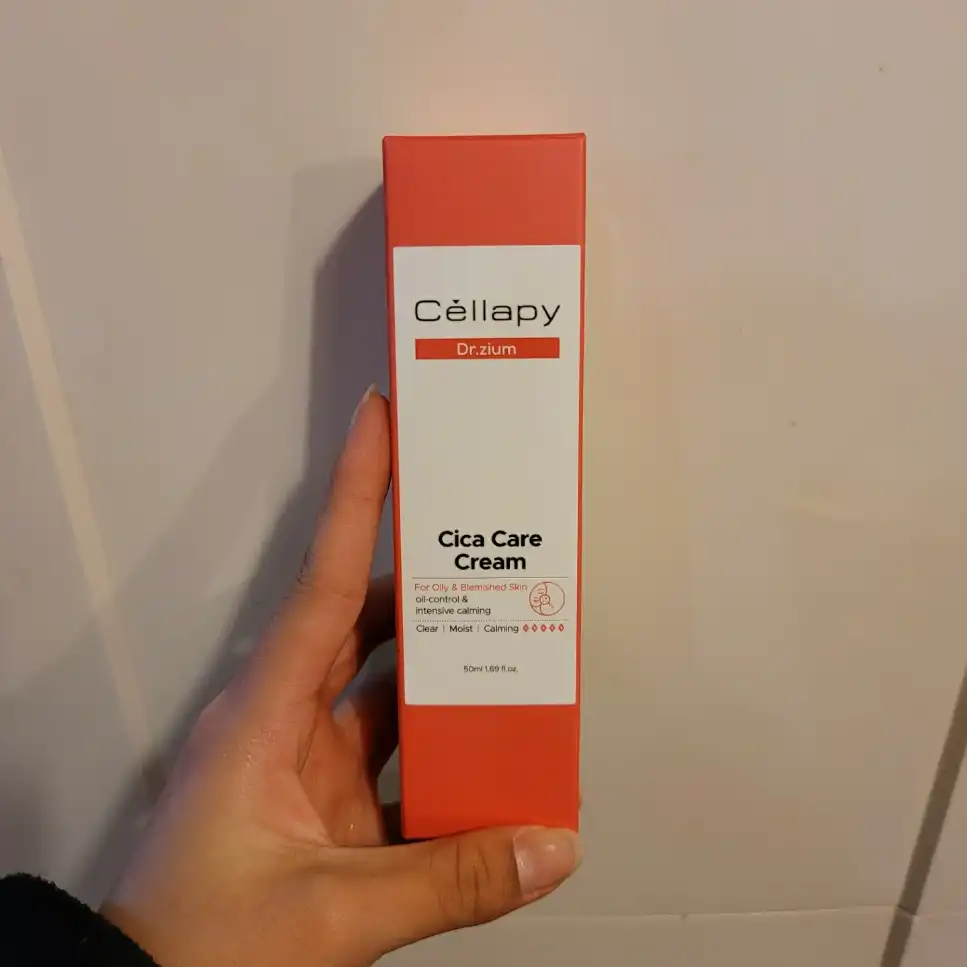 Cellapy
Dr.zium
Cica Care
Cream
For Oily & Blemished Skin
oil-control &
intensive calming
Clear | Moist | Calming
50ml 1.69 fl.oz.